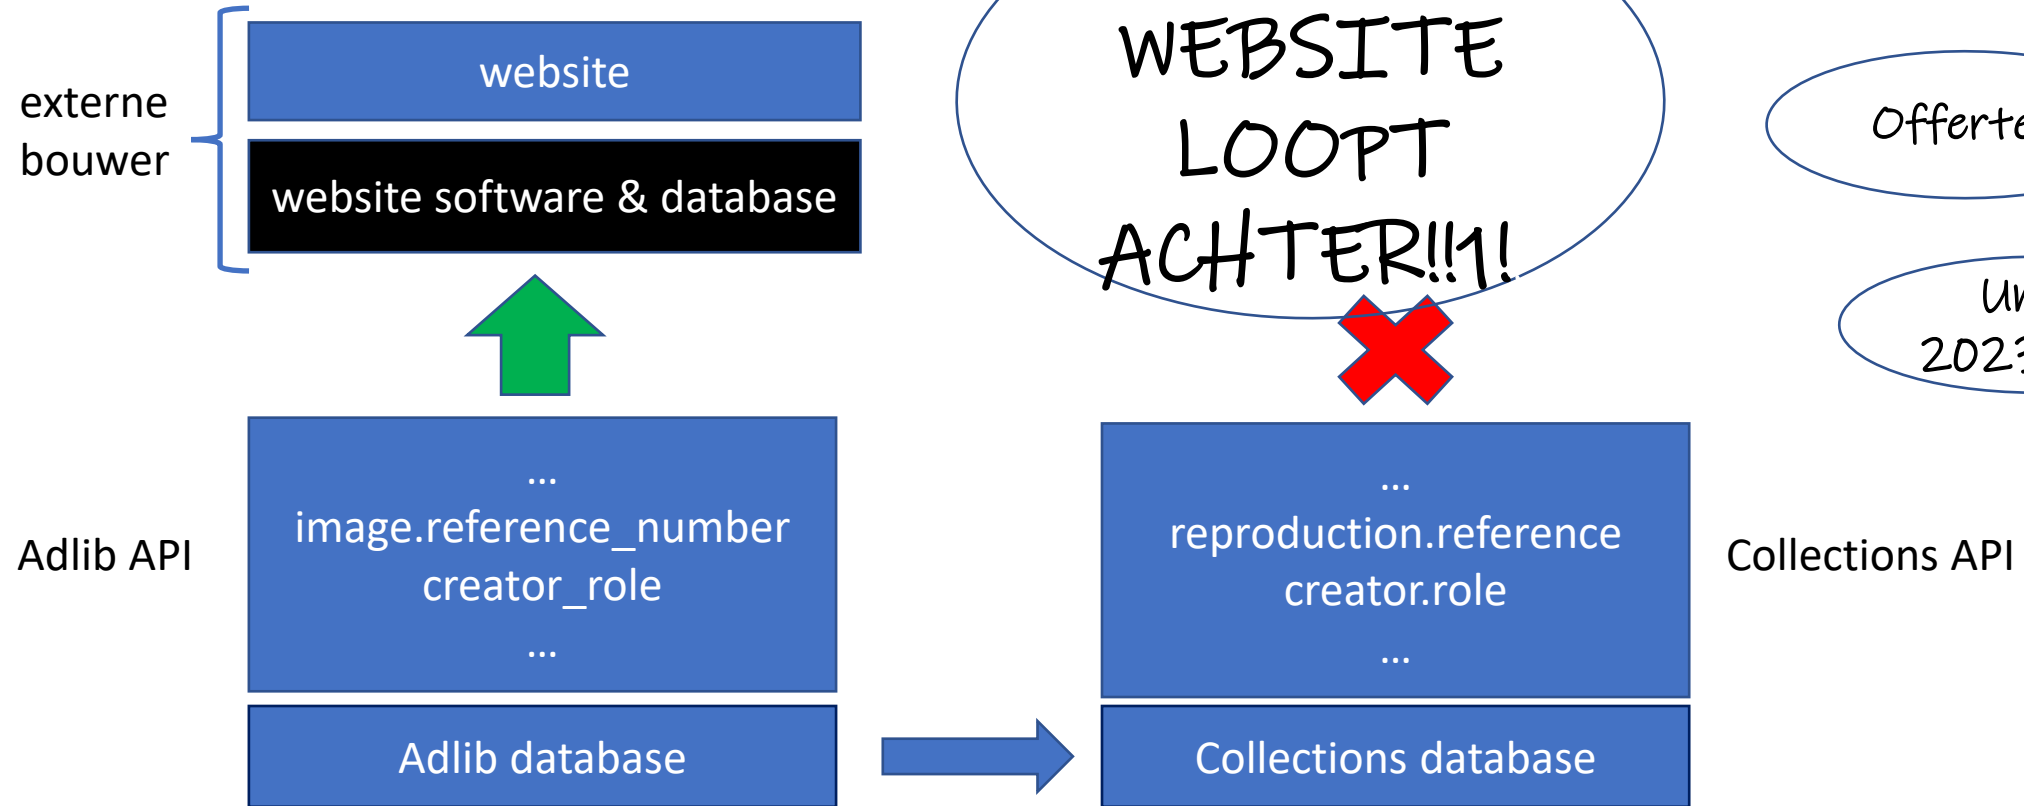 website
externe
bouwer
website software & database
WEBSITE
LOOPT
ACHTER!!1!
Adlib API
...
image.reference_number
creator_role
...
Adlib database
...
reproduction.reference
creator.role
...
Collections database
Collections API